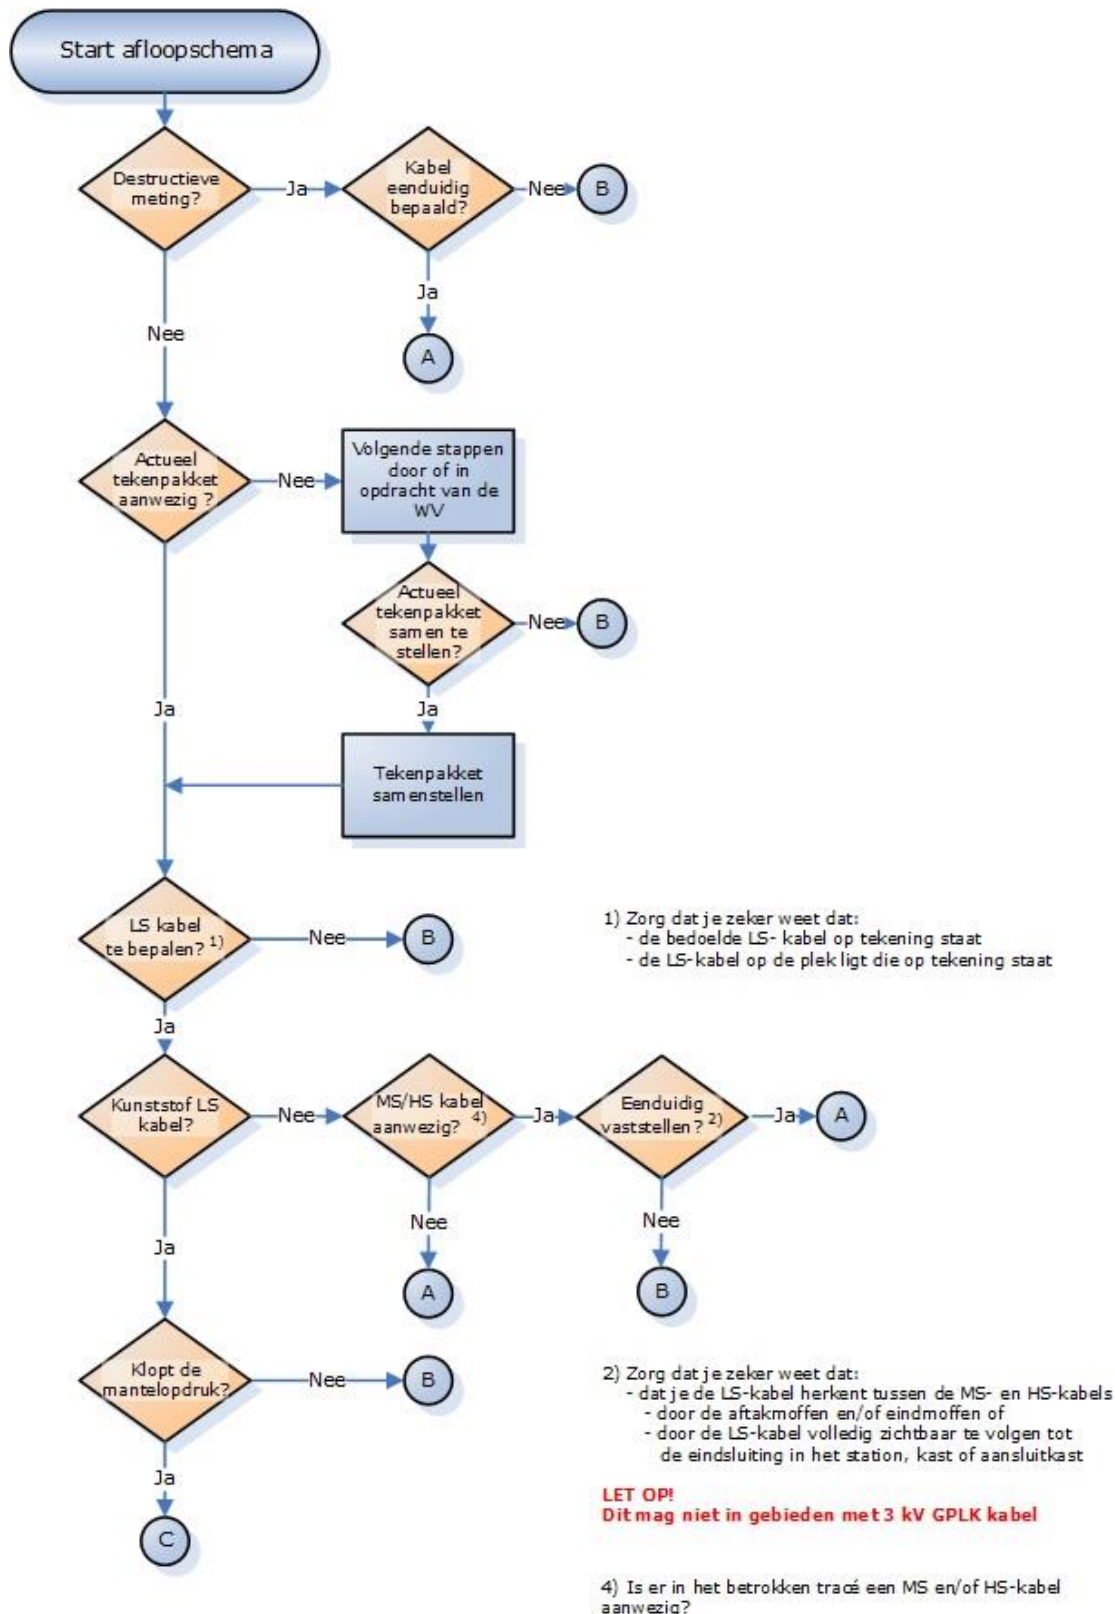 Start afloopschema
Destructieve
meting?
Ja
Kabel
eenduidig
bepaald?
Nee
B
Ja
A
Nee
Actueel
tekenpakket
aanwezig ?
Nee
Volgende stappen
door of in
opdracht van de
WV
Actueel
tekenpakket
samen te
stellen?
Nee
B
Ja
Ja
Tekenpakket
samenstellen
LS kabel
te bepalen? 1)
Nee
B
1) Zorg dat je zeker weet dat:
- de bedoelde LS- kabel op tekening staat
- de LS-kabel op de plek ligt die op tekening staat
Ja
Kunststof LS
kabel?
Nee
MS/HS kabel
aanwezig? 4)
Ja
Eenduidig
vaststellen? 2)
Ja
A
Nee
A
Nee
B
Ja
Klopt de
mantelopdruk?
Nee
B
2) Zorg dat je zeker weet dat:
- dat je de LS-kabel herkent tussen de MS- en HS-kabels
- door de aftakmoffen en/of eindmoffen of
- door de LS-kabel volledig zichtbaar te volgen tot
de eindsluiting in het station, kast of aansluitkast
Ja
C
LET OP!
Dit mag niet in gebieden met 3 kV GPLK kabel
4) Is er in het betrokken tracé een MS en/of HS-kabel
aanwezig?